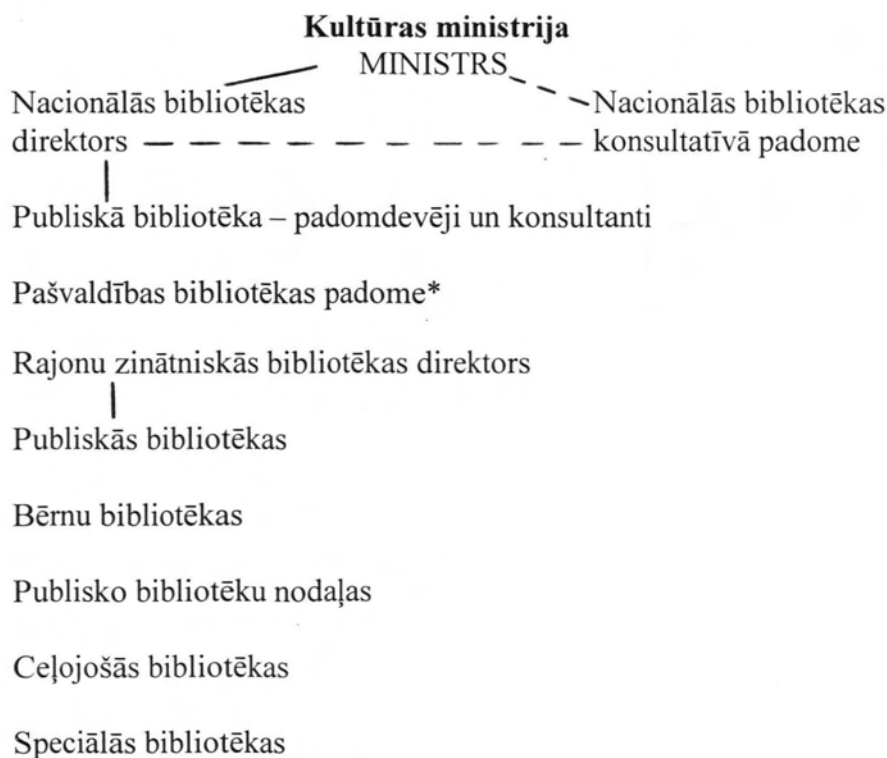 Kultūras ministrija
MINISTRS
Nacionālās bibliotēkas
direktors
Nacionālās bibliotēkas
konsultatīvā padome
Publiskā bibliotēka – padomdevēji un konsultanti
Pašvaldības bibliotēkas padome*
Rajonu zinātniskās bibliotēkas direktors
Publiskās bibliotēkas
Bērnu bibliotēkas
Publisko bibliotēku nodaļas
Ceļojošās bibliotēkas
Speciālās bibliotēkas